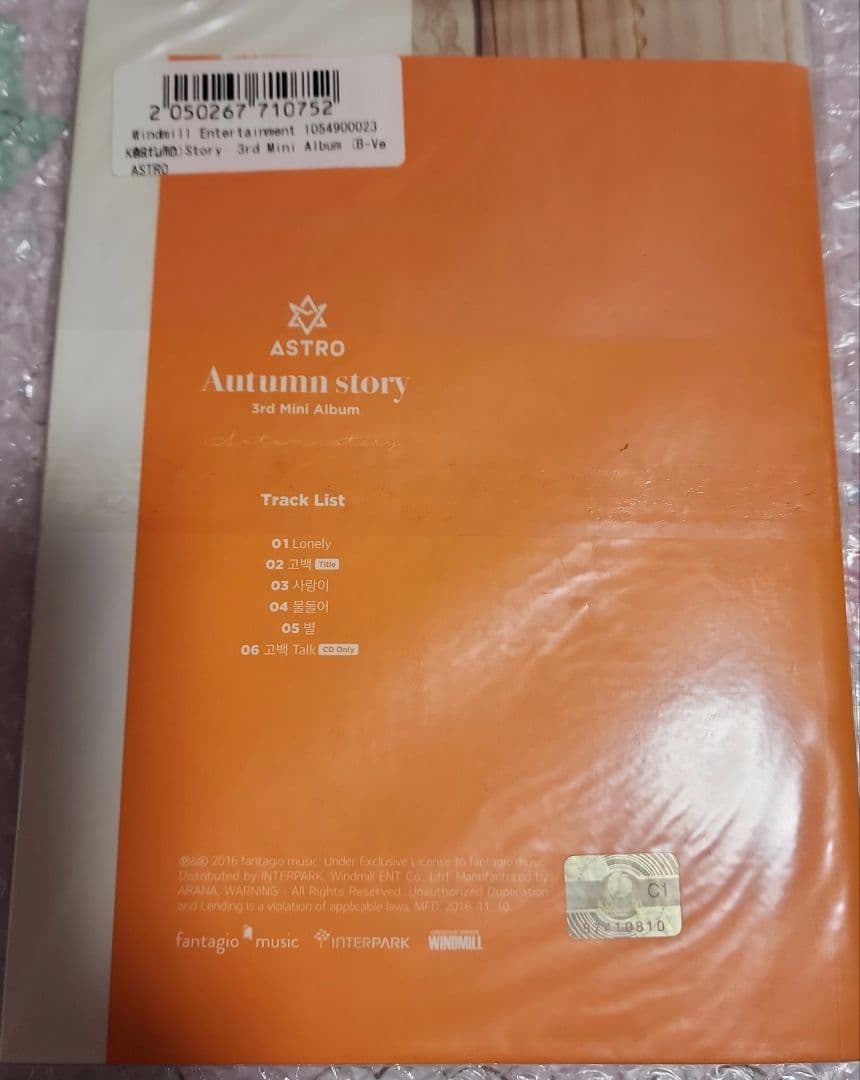 2 050267 710752
Windmill Entertainment 1054900023
Story 3rd Mini Album (B-Ve
ASTRO
ASTRO
Autumn story
3rd Mini Album
Track List
01 Lonely
02 고백 Title
03 사랑이
04 물들어
05 별
06 고백 Talk CD Only
℗&© 2016 fantagio music. Under Exclusive License to fantagio music.
Distributed by INTERPARK, Windmill ENT Co., Ltd. Manufactured by
ARANA. WARNING : All Rights Reserved. Unauthorized Duplication
and Lending is a violation of applicable laws. MFD. 2016. 11. 10
fantagio music INTERPARK WINDMILL
C1